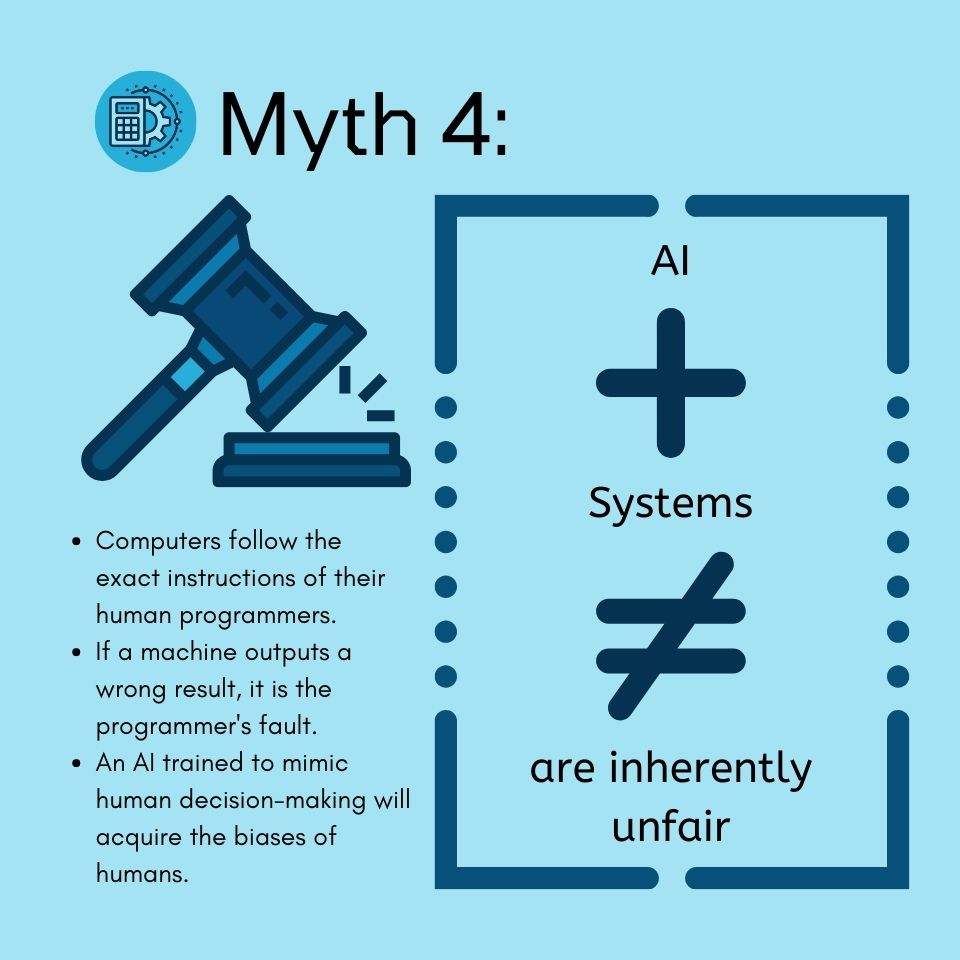 Myth 4:
• Computers follow the
exact instructions of their
human programmers.
• If a machine outputs a
wrong result, it is the
programmer's fault.
• An AI trained to mimic
human decision-making will
acquire the biases of
humans.
AI
+
Systems
≠
are inherently
unfair